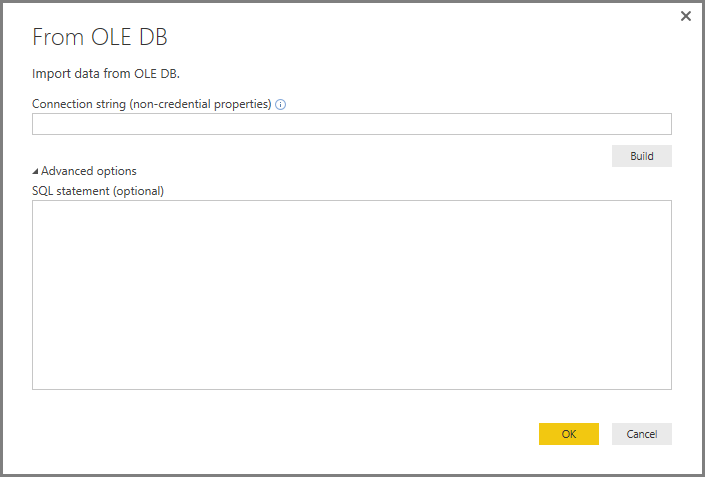 From OLE DB
Import data from OLE DB.
Connection string (non-credential properties)
Build
Advanced options
SQL statement (optional)
OK
Cancel